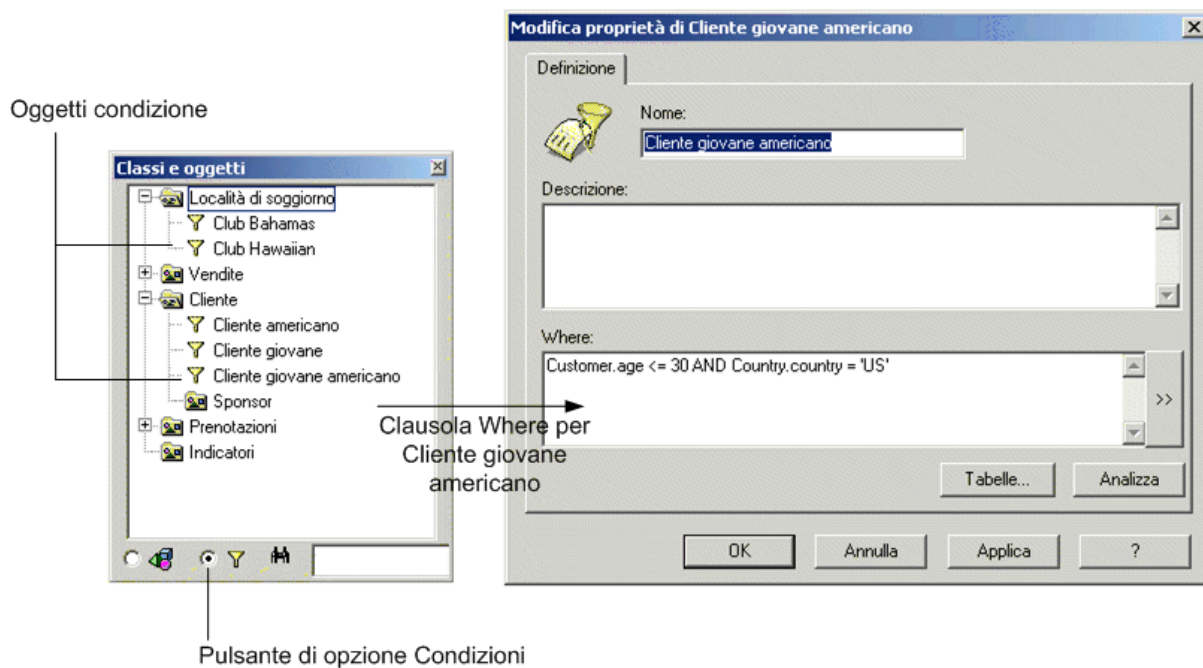 Oggetti condizione
Classi e oggetti
Località di soggiorno
Club Bahamas
Club Hawaiian
Vendite
Cliente
Cliente americano
Cliente giovane
Cliente giovane americano
Sponsor
Prenotazioni
Indicatori
Pulsante di opzione Condizioni
Clausola Where per
Cliente giovane
americano
Modifica proprietà di Cliente giovane americano
Definizione
Nome:
Cliente giovane americano
Descrizione:
Where:
Customer.age <= 30 AND Country.country = 'US'
>>
Tabelle...
Analizza
OK
Annulla
Applica
?